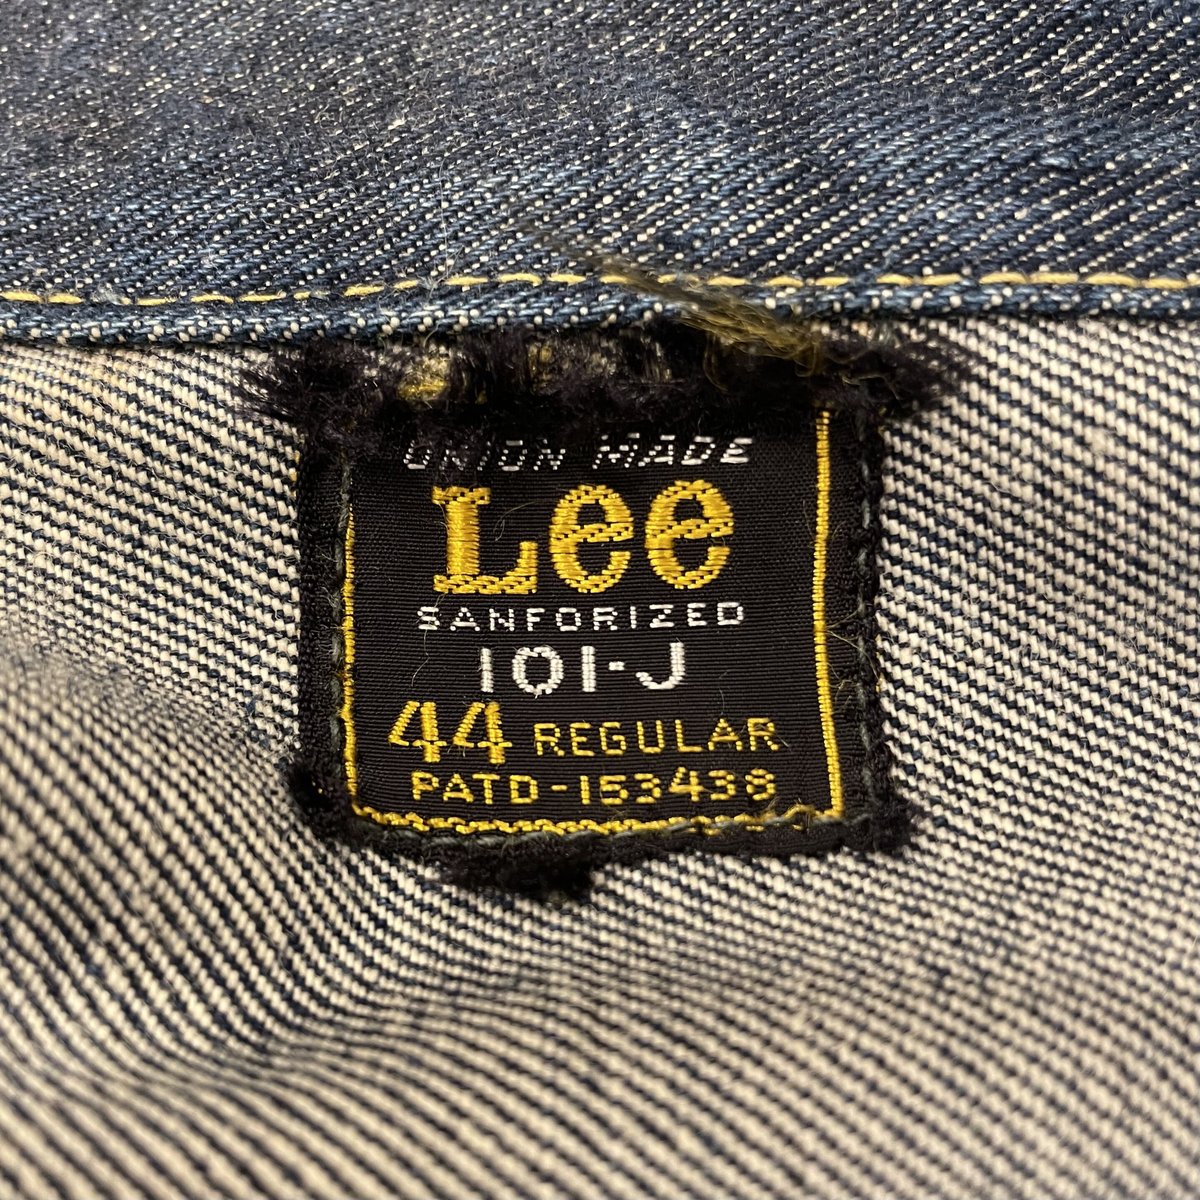 UNION MADE
Lee
SANFORIZED
101-J
44 REGULAR
PATD-153438